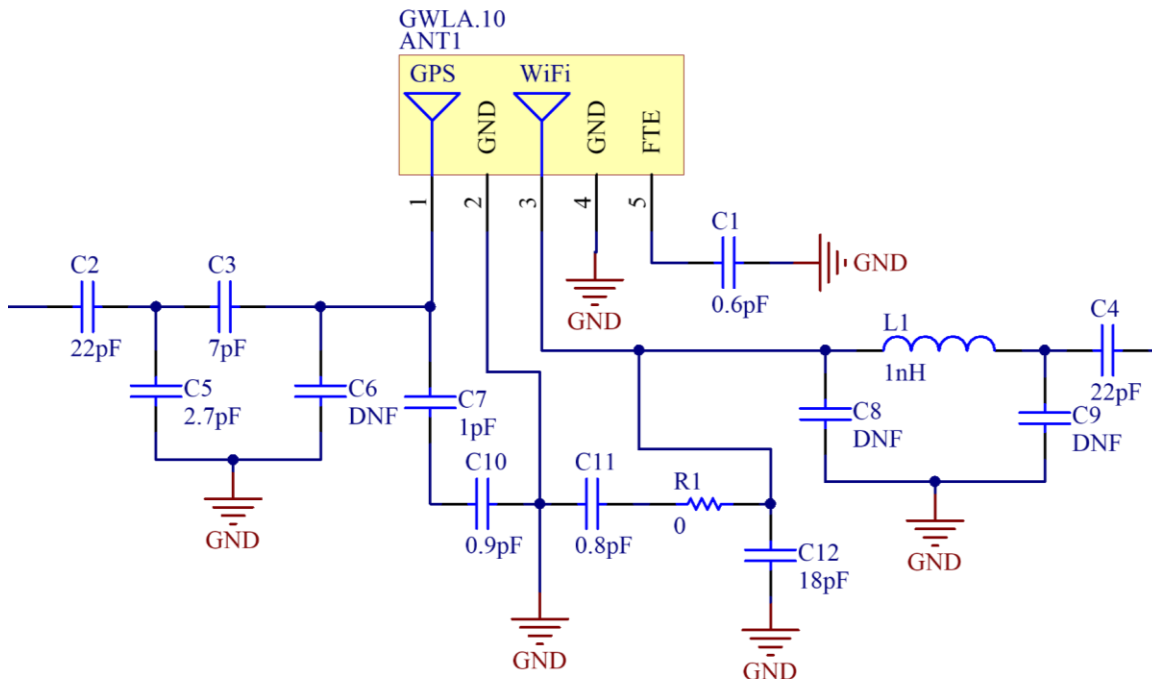 GWLA.10
ANT1
GPS
WiFi
GND
GND
FTE
1
2
3
4
5
C1
0.6pF
GND
GND
C2
22pF
C3
7pF
C5
2.7pF
C6
DNF
GND
C7
1pF
C10
0.9pF
C11
0.8pF
R1
0
C12
18pF
GND
GND
L1
1nH
C4
22pF
C8
DNF
C9
DNF
GND